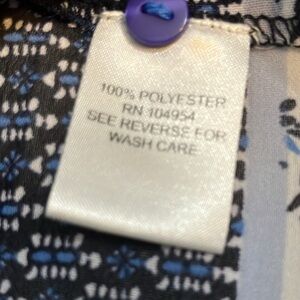 100% POLYESTER
RN 104954
SEE REVERSE FOR
WASH CARE